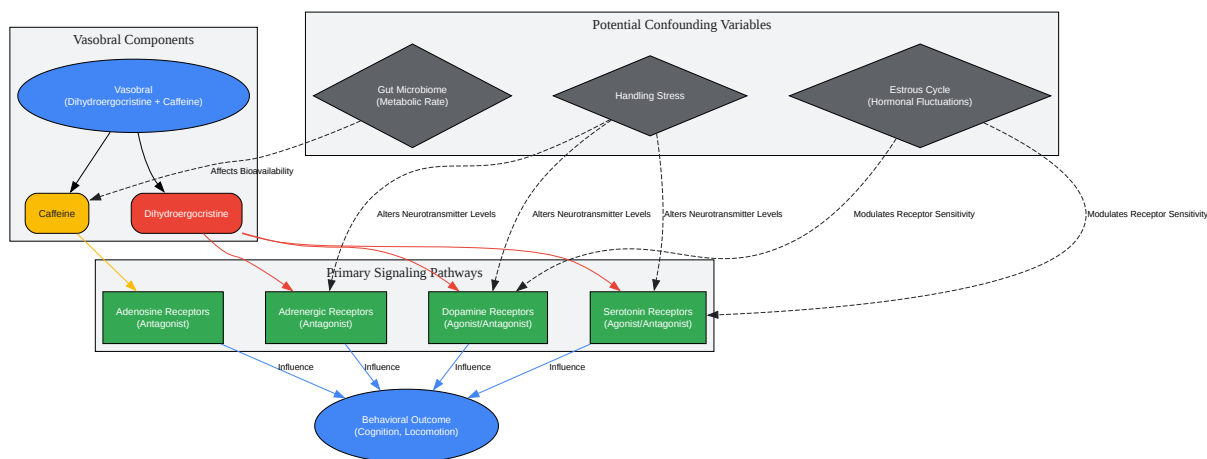 Vasobral Components
Potential Confounding Variables
Vasobral
(Dihydroergocristine + Caffeine)
Gut Microbiome
(Metabolic Rate)
Handling Stress
Estrous Cycle
(Hormonal Fluctuations)
Affects Bioavailability
Caffeine
Dihydroergocristine
Alters Neurotransmitter Levels
Alters Neurotransmitter Levels
Alters Neurotransmitter Levels
Modulates Receptor Sensitivity
Modulates Receptor Sensitivity
Primary Signaling Pathways
Adenosine Receptors
(Antagonist)
Adrenergic Receptors
(Antagonist)
Dopamine Receptors
(Agonist/Antagonist)
Serotonin Receptors
(Agonist/Antagonist)
Influence
Influence
Influence
Influence
Behavioral Outcome
(Cognition, Locomotion)